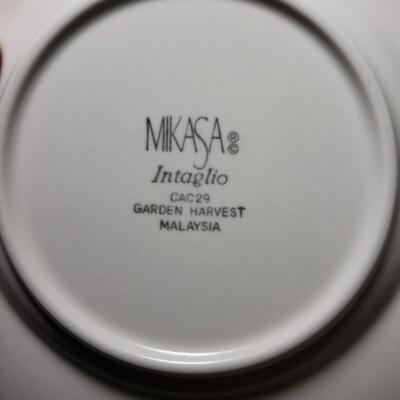 MIKASA ® ©
Intaglio
CAC29
GARDEN HARVEST
MALAYSIA